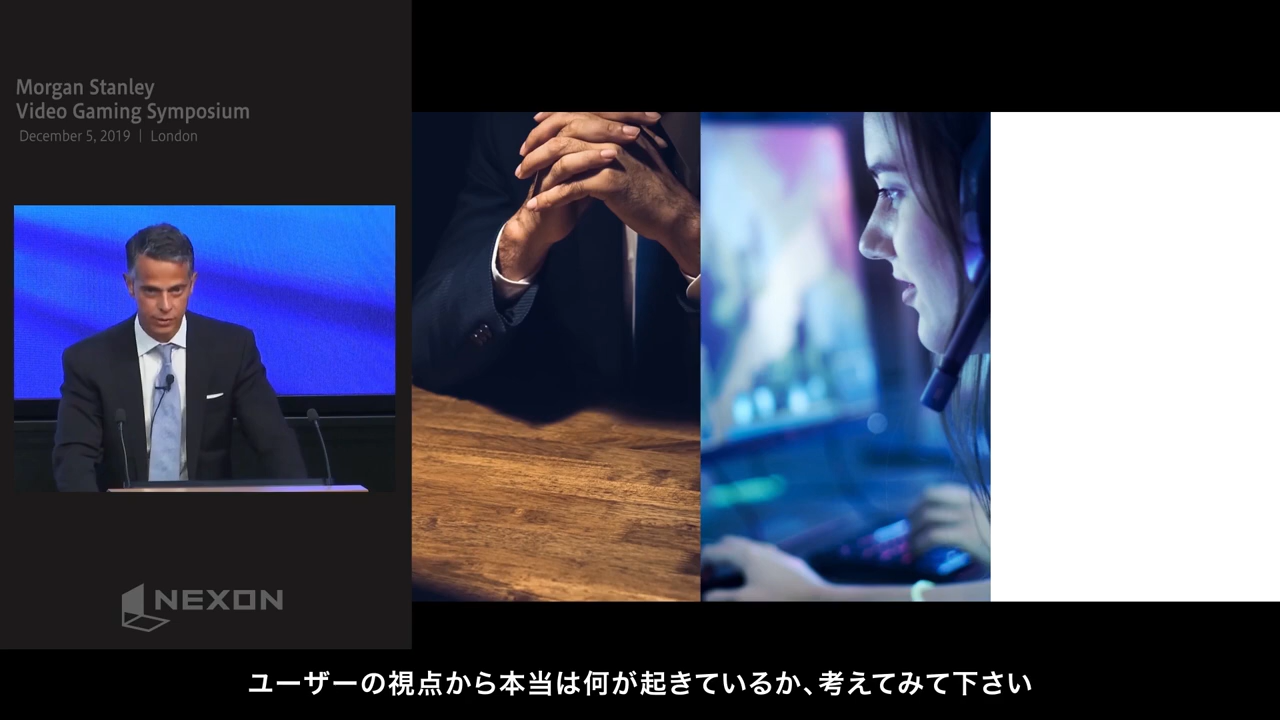 Morgan Stanley
Video Gaming Symposium
December 5, 2019 | London
NEXON
ユーザーの視点から本当は何が起きているか、考えてみて下さい